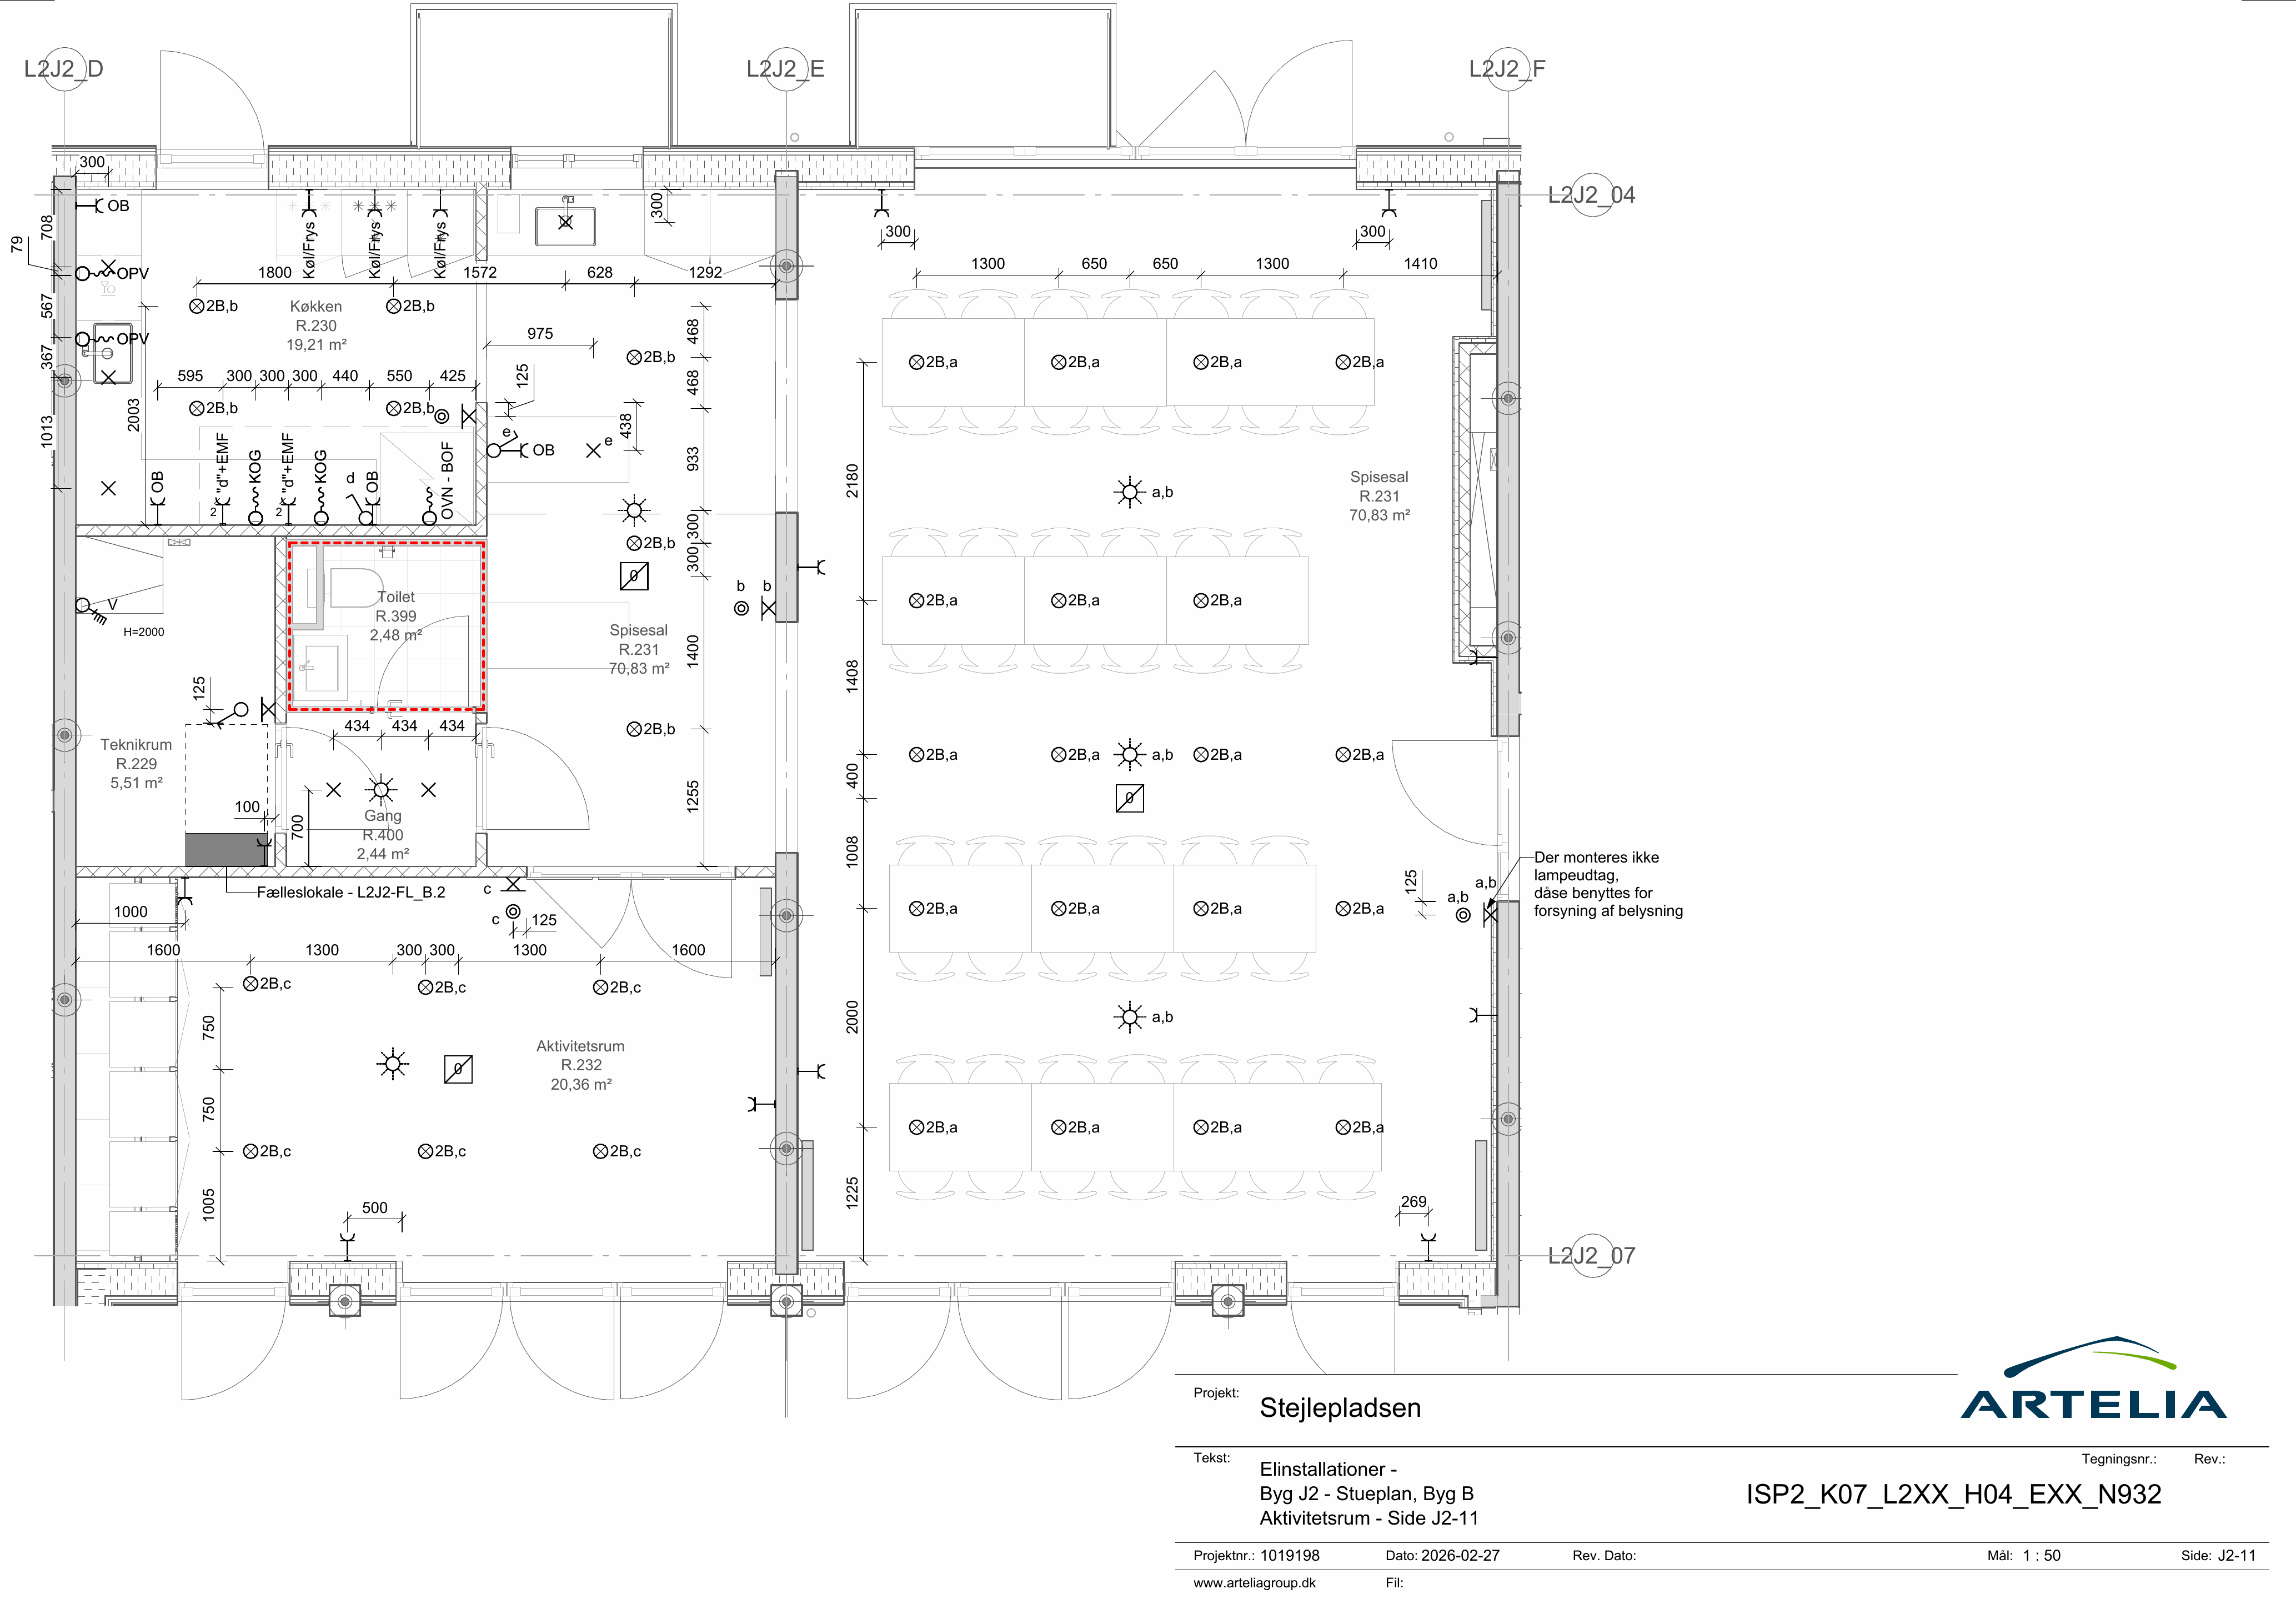 L2J2_D
L2J2_E
L2J2_F
L2J2_04
300
OB
708
79
OPV
567
OPV
367
1013
Køl/Frys
Køl/Frys
Køl/Frys
300
300
300
1800
1572
628
1292
1300
650
650
1300
1410
2B,b
2B,b
Køkken
R.230
19,21 m²
975
468
2B,b
468
2B,a
2B,a
2B,a
2B,a
595
300
300
300
440
550
425
125
2003
2B,b
2B,b
438
e
OB
e
933
OB
2
"d"+EMF
KOG
2
"d"+EMF
KOG
d
OB
OVN - BOF
2180
a,b
Spisesal
R.231
70,83 m²
300
2B,b
300
0
b
b
V
H=2000
Toilet
R.399
2,48 m²
Spisesal
R.231
70,83 m²
1400
2B,a
2B,a
2B,a
1408
125
434
434
434
2B,b
Teknikrum
R.229
5,51 m²
100
700
Gang
R.400
2,44 m²
1255
2B,a
2B,a
a,b
2B,a
2B,a
400
0
1008
Der monteres ikke
lampeudtag,
dåse benyttes for
forsyning af belysning
Fælleslokale - L2J2-FL_B.2
c
c
125
1000
2B,a
2B,a
2B,a
2B,a
125
a,b
a,b
1600
1300
300
300
1300
1600
2B,c
2B,c
2B,c
750
2000
a,b
Aktivitetsrum
R.232
20,36 m²
0
750
2B,c
2B,c
2B,c
2B,a
2B,a
2B,a
2B,a
1005
500
1225
269
L2J2_07
ARTELIA
Projekt:
Stejlepladsen
Tekst:
Elinstallationer -
Byg J2 - Stueplan, Byg B
Aktivitetsrum - Side J2-11
Tegningsnr.:
Rev.:
ISP2_K07_L2XX_H04_EXX_N932
Projektnr.: 1019198
Dato: 2026-02-27
Rev. Dato:
Mål: 1 : 50
Side: J2-11
www.arteliagroup.dk
Fil: